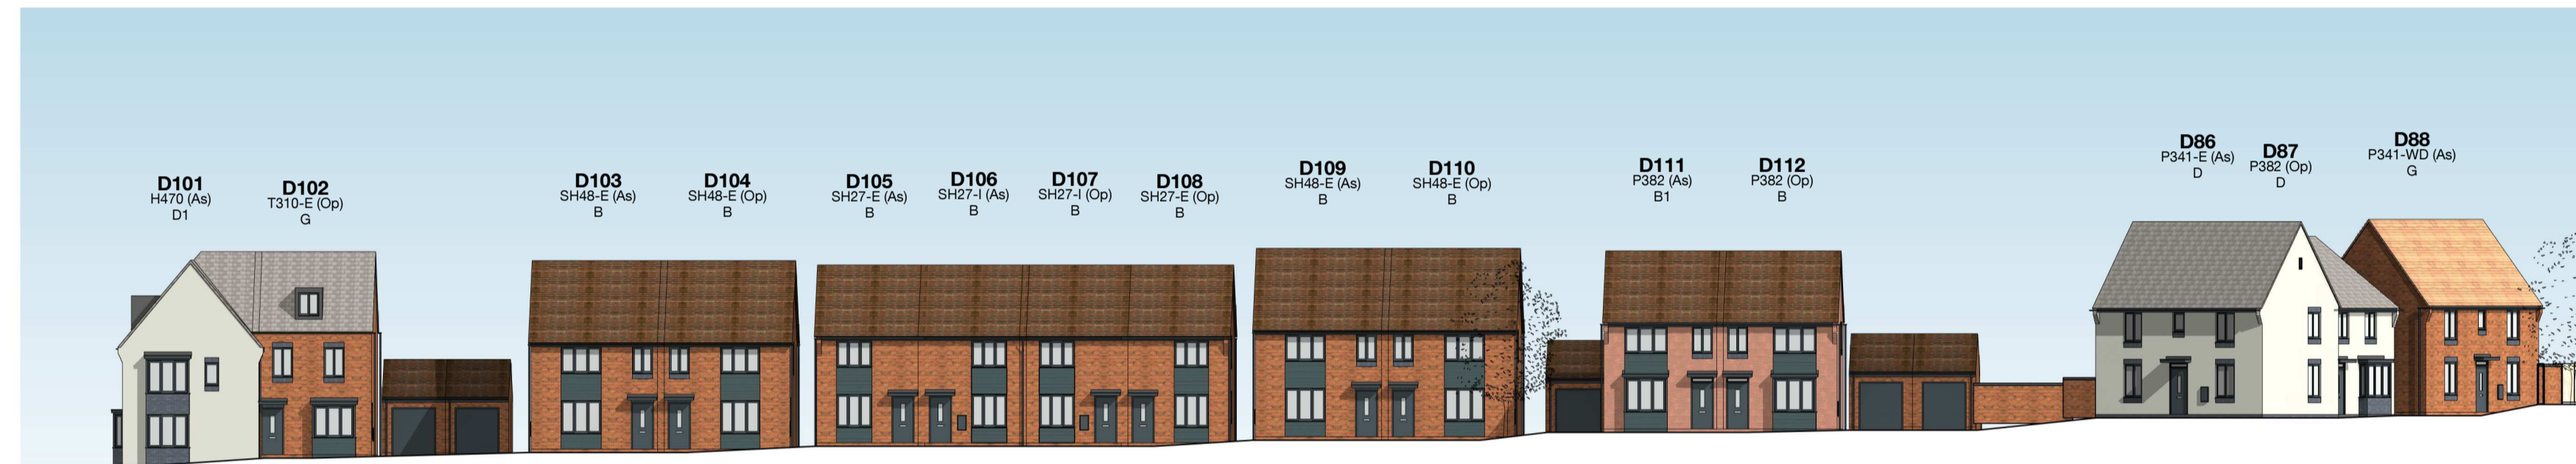 D101
H470 (As)
D1
D102
T310-E (Op)
G
D103
SH48-E (As)
B
D104
SH48-E (Op)
B
D105
SH27-E (As)
B
D106
SH27-I (As)
B
D107
SH27-I (Op)
B
D108
SH27-E (Op)
B
D109
SH48-E (As)
B
D110
SH48-E (Op)
B
D111
P382 (As)
B1
D112
P382 (Op)
B
D86
P341-E (As)
D
D87
P382 (Op)
D
D88
P341-WD (As)
G